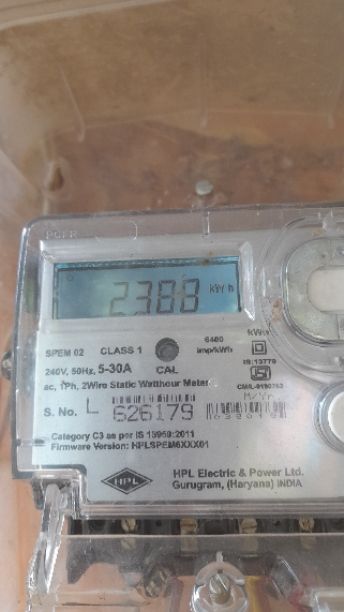 2388 kWh
SPEM 02 CLASS 1 6400 imp/kWh
240V, 50Hz, 5-30A CAL IS:13779
ac, 1Ph, 2Wire Static Watthour Meter
S. No. L 626179
Category C3 as per IS 15959:2011
Firmware Version: HPLSPEM6XXX01
HPL
HPL Electric & Power Ltd.
Gurugram, (Haryana) INDIA